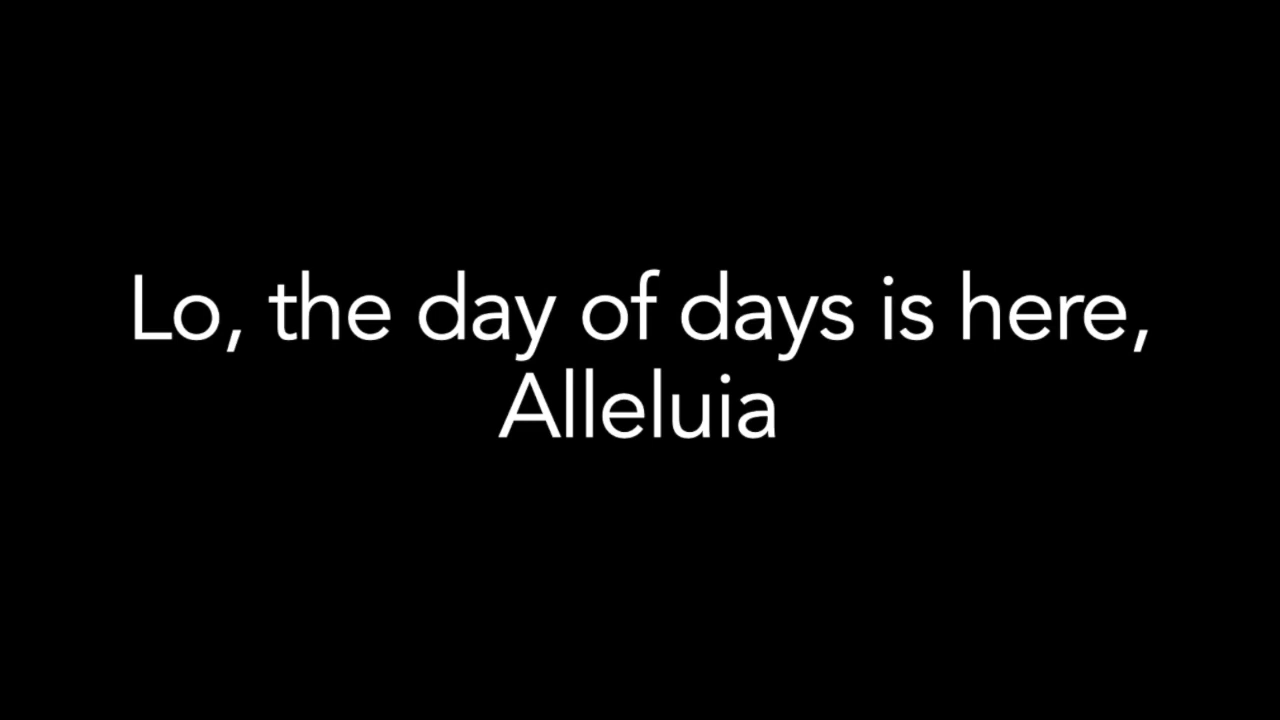 Lo, the day of days is here,
Alleluia